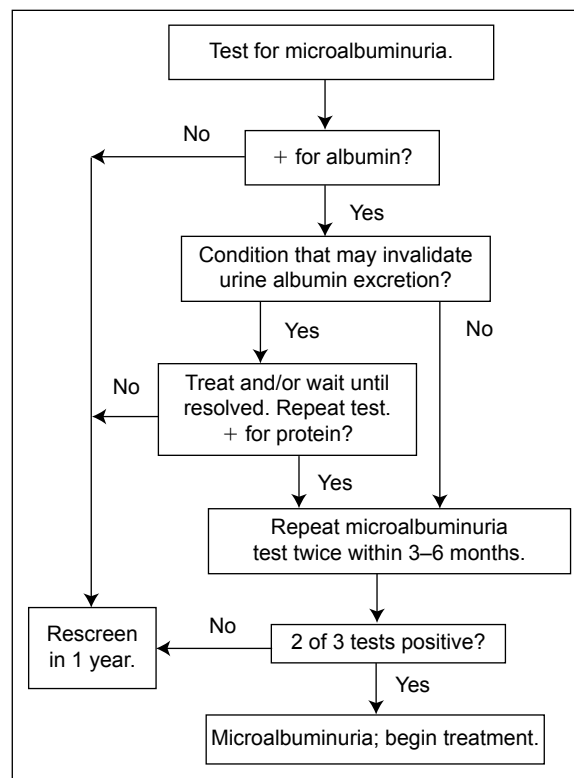 Test for microalbuminuria.
No
+ for albumin?
Yes
Condition that may invalidate
urine albumin excretion?
Yes
No
No
Treat and/or wait until
resolved. Repeat test.
+ for protein?
Yes
Repeat microalbuminuria
test twice within 3–6 months.
Rescreen
in 1 year.
No
2 of 3 tests positive?
Yes
Microalbuminuria; begin treatment.